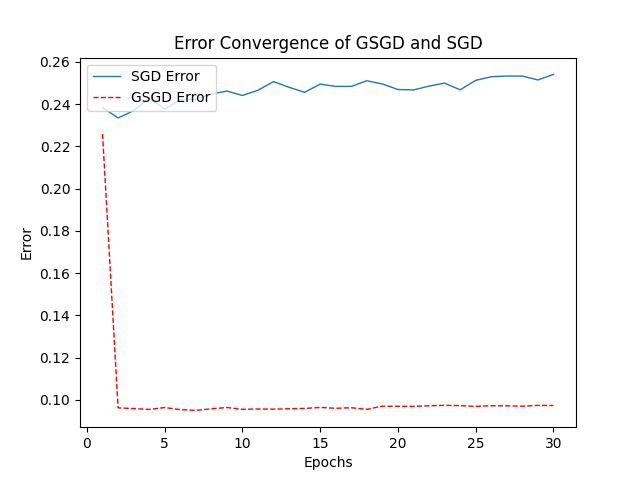 Error Convergence of GSGD and SGD
0.26
0.24
0.22
0.20
0.18
0.16
0.14
0.12
0.10
Error
SGD Error
GSGD Error
0 5 10 15 20 25 30
Epochs